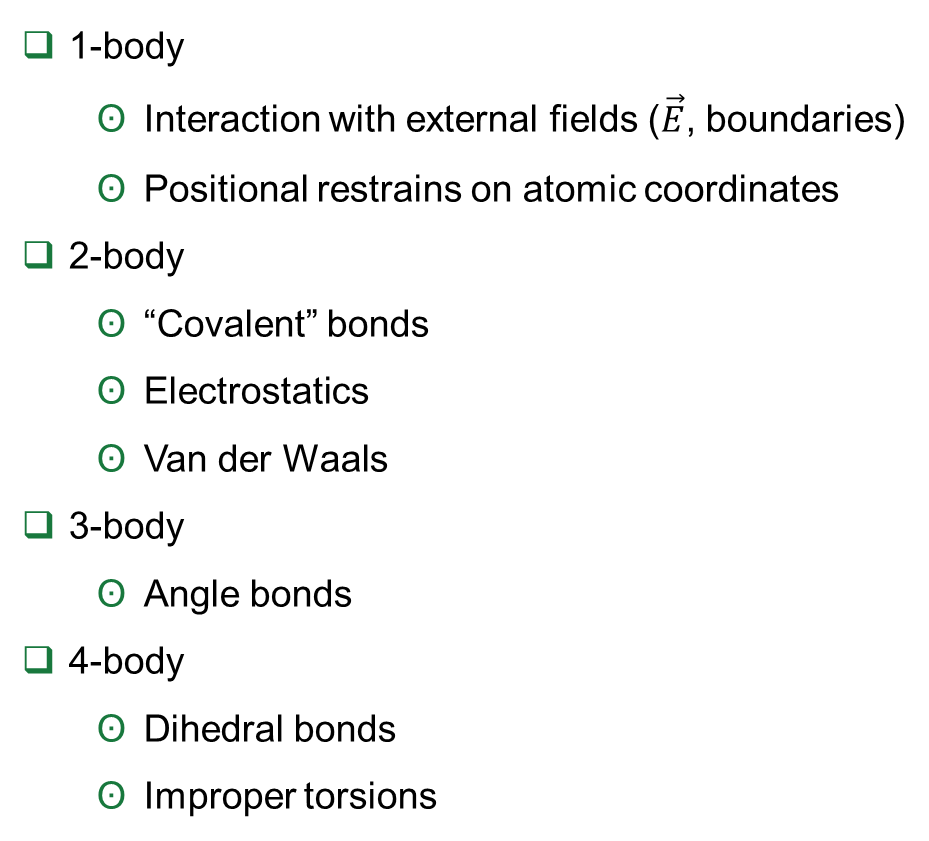 ❑ 1-body
⊙ Interaction with external fields (E⃗, boundaries)
⊙ Positional restrains on atomic coordinates
❑ 2-body
⊙ “Covalent” bonds
⊙ Electrostatics
⊙ Van der Waals
❑ 3-body
⊙ Angle bonds
❑ 4-body
⊙ Dihedral bonds
⊙ Improper torsions